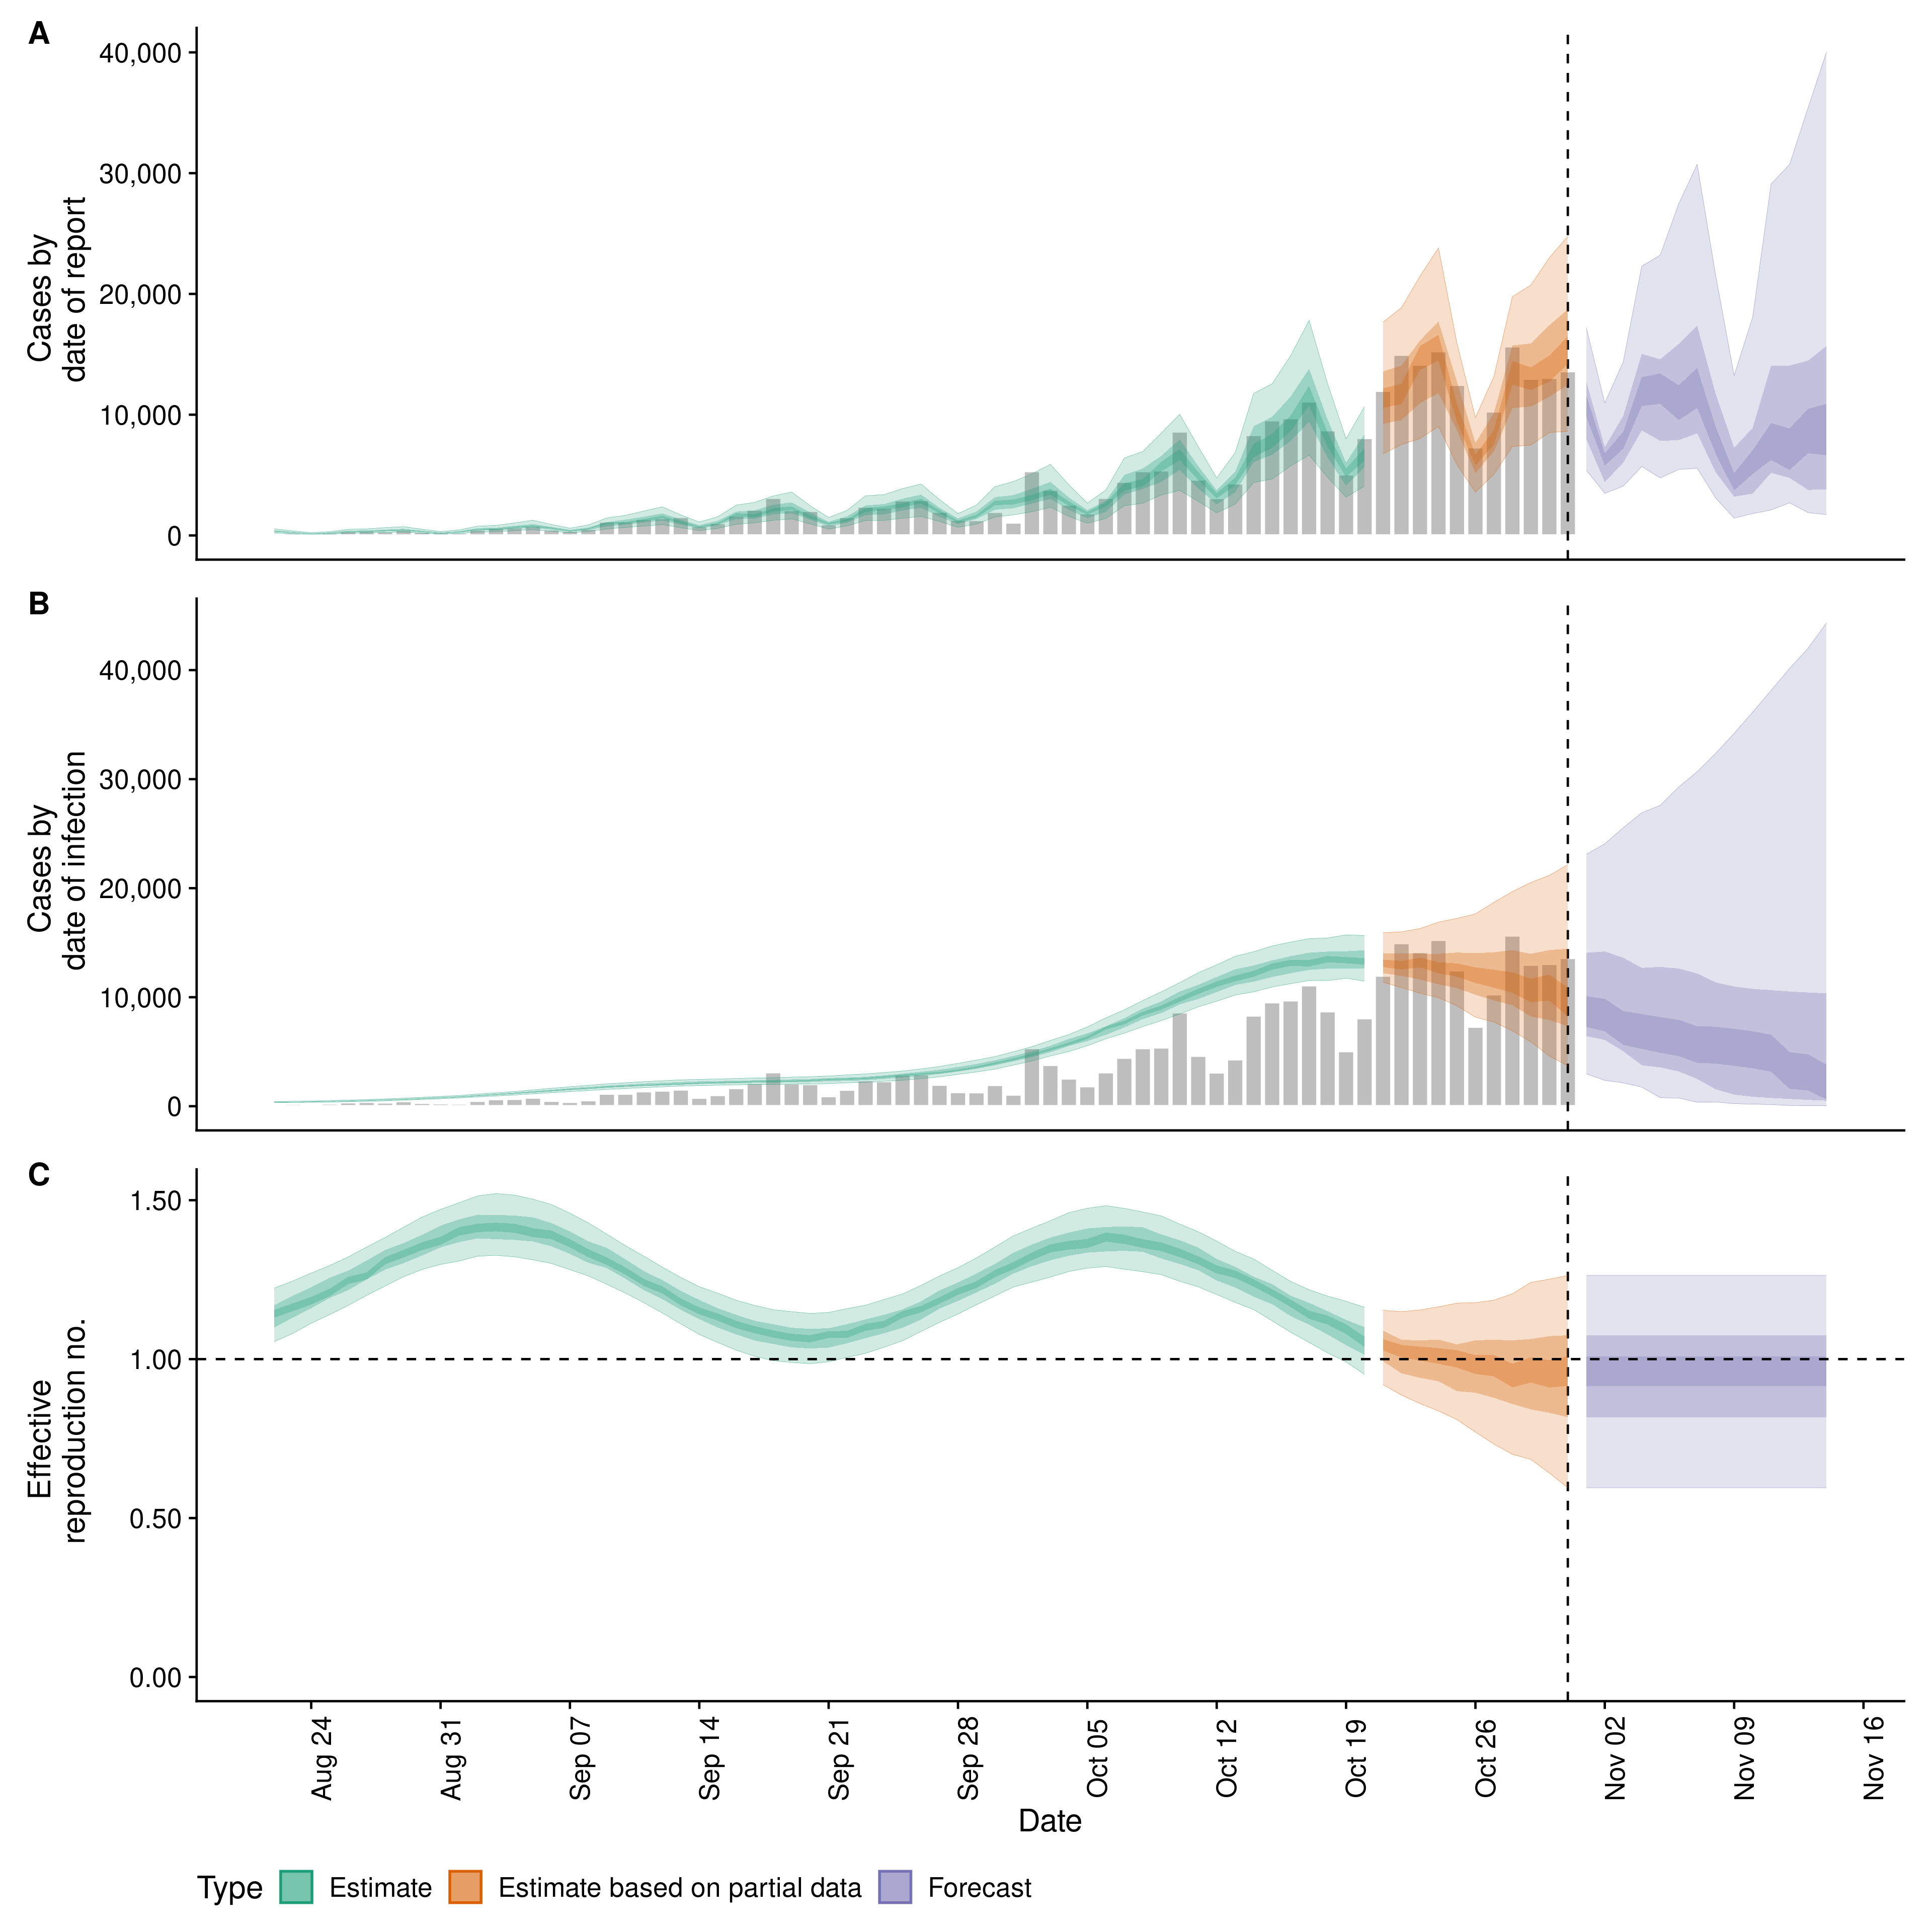 A
40,000
30,000
20,000
10,000
0
Cases by
date of report
B
40,000
30,000
20,000
10,000
0
Cases by
date of infection
C
1.50
1.00
0.50
0.00
Effective
reproduction no.
Aug 24
Aug 31
Sep 07
Sep 14
Sep 21
Sep 28
Oct 05
Oct 12
Oct 19
Oct 26
Nov 02
Nov 09
Nov 16
Date
Type Estimate Estimate based on partial data Forecast